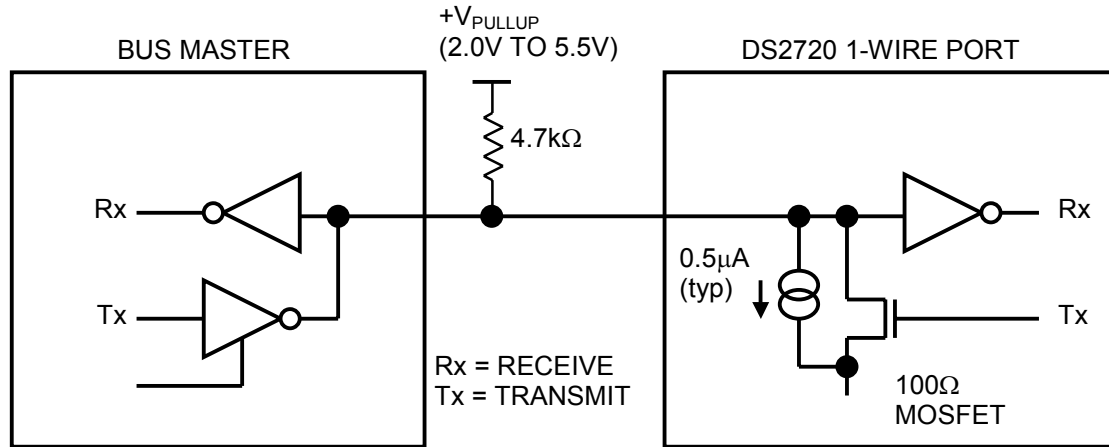 +VPULLUP
(2.0V TO 5.5V)
BUS MASTER
DS2720 1-WIRE PORT
4.7kΩ
Rx
Rx
0.5μA
(typ)
Tx
Tx
Rx = RECEIVE
Tx = TRANSMIT
100Ω
MOSFET